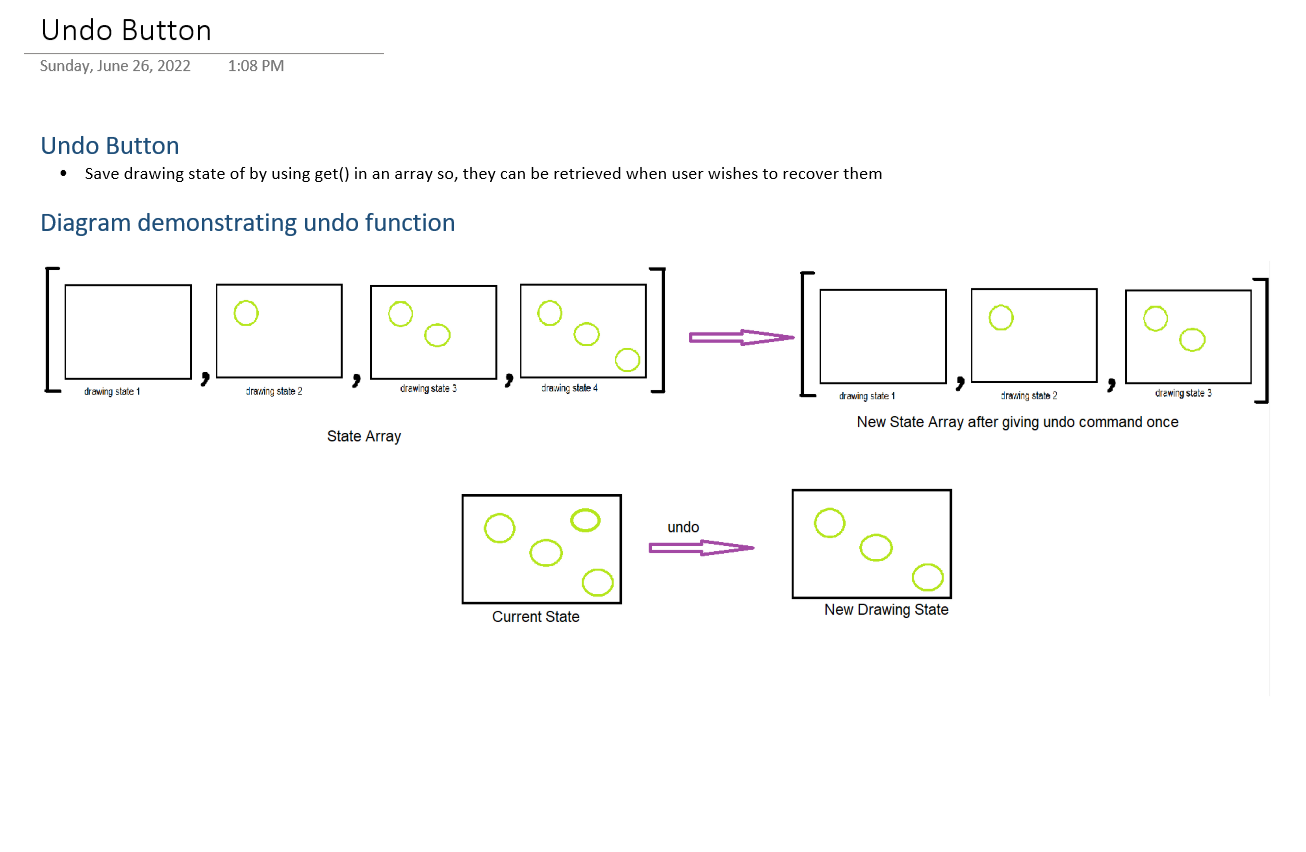 Undo Button
Sunday, June 26, 2022 1:08 PM
Undo Button
• Save drawing state of by using get() in an array so, they can be retrieved when user wishes to recover them
Diagram demonstrating undo function
[ , , , ]
drawing state 1 drawing state 2 drawing state 3 drawing state 4
State Array
[ , , ]
drawing state 1 drawing state 2 drawing state 3
New State Array after giving undo command once
undo
Current State
New Drawing State